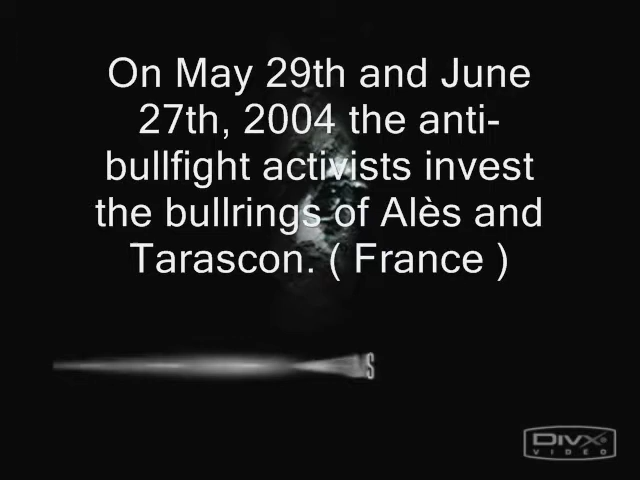 On May 29th and June
27th, 2004 the anti-
bullfight activists invest
the bullrings of Alès and
Tarascon. ( France )
S
DIVX
VIDEO